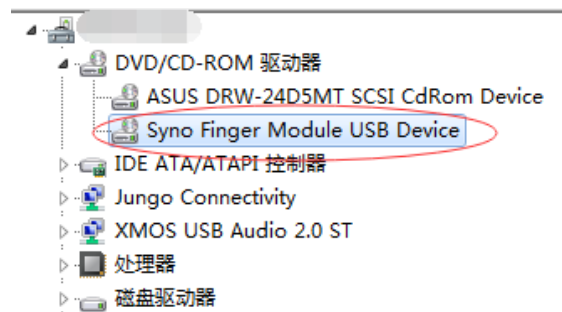 DVD/CD-ROM 驱动器
ASUS DRW-24D5MT SCSI CdRom Device
Syno Finger Module USB Device
IDE ATA/ATAPI 控制器
Jungo Connectivity
XMOS USB Audio 2.0 ST
处理器
磁盘驱动器